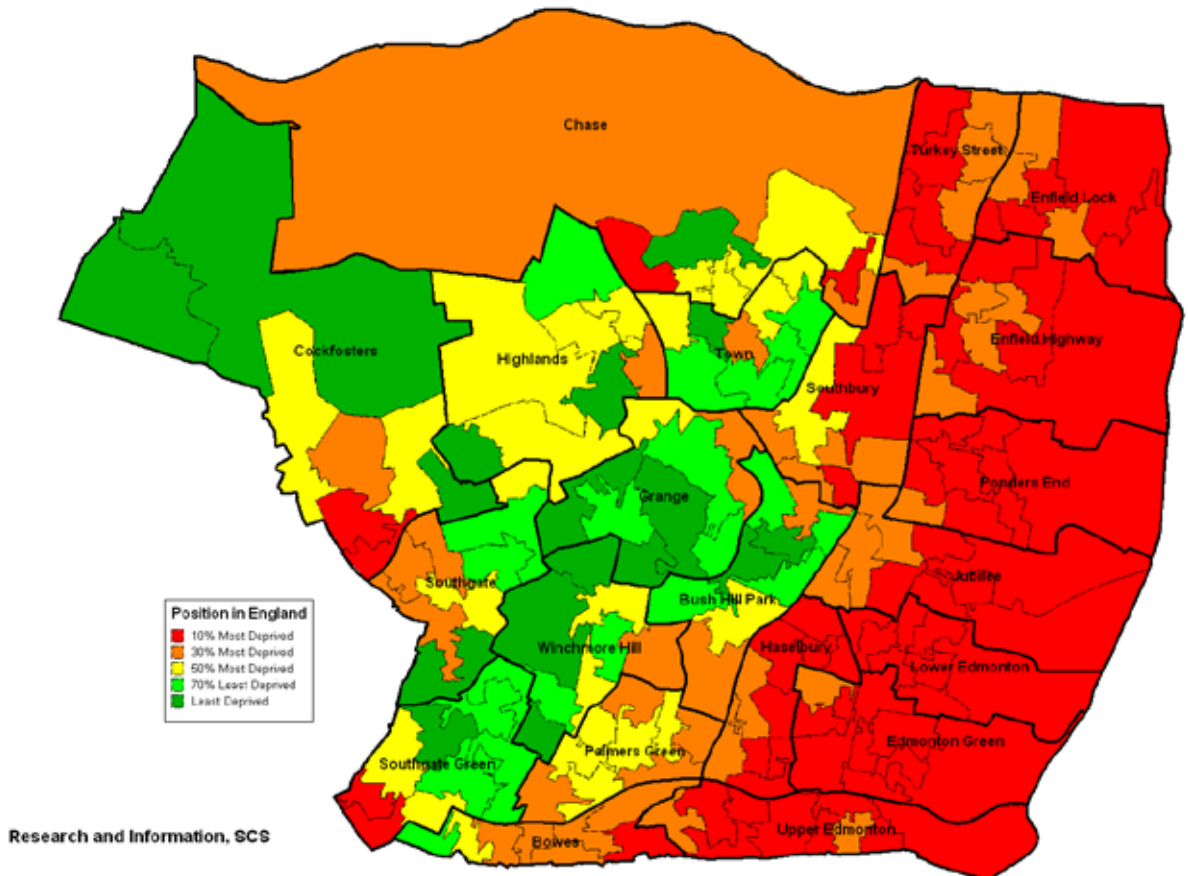 Chase
Turkey Street
Enfield Lock
Enfield Highway
Cockfosters
Highlands
Town
Southbury
Ponders End
Grange
Jubilee
Southgate
Bush Hill Park
Winchmore Hill
Haselbury
Lower Edmonton
Edmonton Green
Palmers Green
Southgate Green
Upper Edmonton
Bowes
Position in England
10% Most Deprived
30% Most Deprived
50% Most Deprived
70% Least Deprived
Least Deprived
Research and Information, SCS